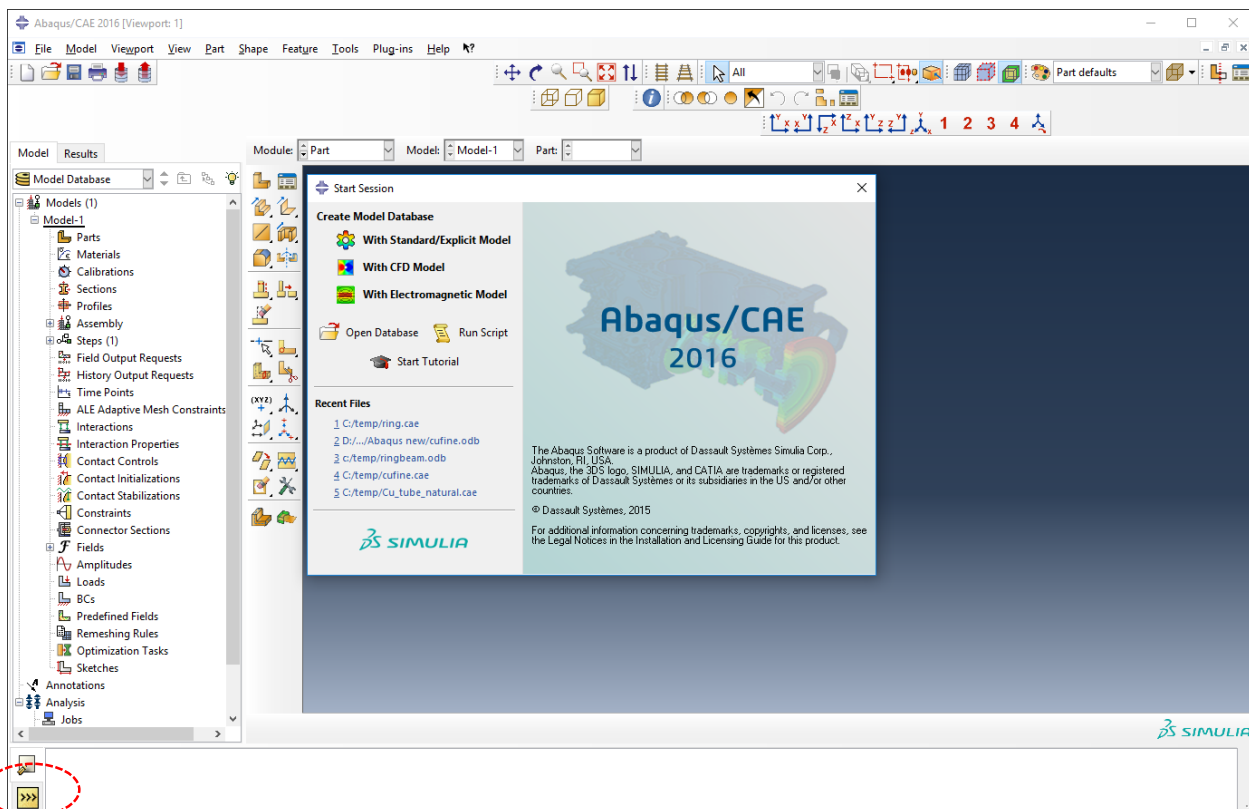 Abaqus/CAE 2016 [Viewport: 1]
File Model Viewport View Part Shape Feature Tools Plug-ins Help
All
Part defaults
1 2 3 4
Model Results
Module: Part Model: Model-1 Part:
Model Database
Models (1)
Model-1
Parts
Materials
Calibrations
Sections
Profiles
Assembly
Steps (1)
Field Output Requests
History Output Requests
Time Points
ALE Adaptive Mesh Constraints
Interactions
Interaction Properties
Contact Controls
Contact Initializations
Contact Stabilizations
Constraints
Connector Sections
Fields
Amplitudes
Loads
BCs
Predefined Fields
Remeshing Rules
Optimization Tasks
Sketches
Annotations
Analysis
Jobs
(XYZ)
Start Session
Create Model Database
With Standard/Explicit Model
With CFD Model
With Electromagnetic Model
Open Database Run Script
Start Tutorial
Recent Files
1 C:/temp/ring.cae
2 D:/.../Abaqus new/cufine.odb
3 c:/temp/ringbeam.odb
4 C:/temp/cufine.cae
5 C:/temp/Cu_tube_natural.cae
SIMULIA
Abaqus/CAE
2016
The Abaqus Software is a product of Dassault Systèmes Simulia Corp.,
Johnston, RI, USA.
Abaqus, the 3DS logo, SIMULIA, and CATIA are trademarks or registered
trademarks of Dassault Systèmes or its subsidiaries in the US and/or other
countries.
© Dassault Systèmes, 2015
For additional information concerning trademarks, copyrights, and licenses, see
the Legal Notices in the Installation and Licensing Guide for this product.
SIMULIA
>>>